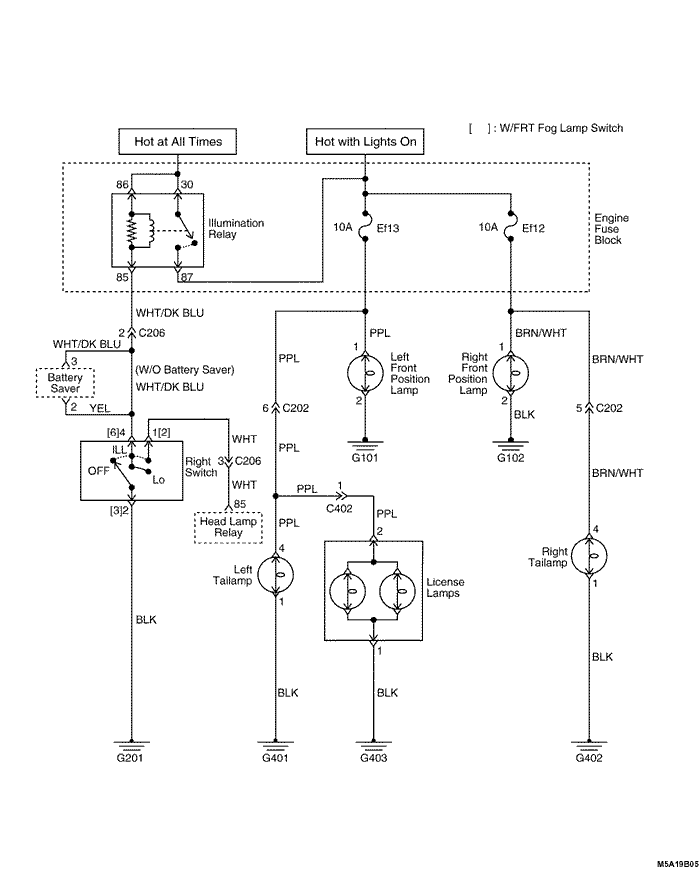 [ ] : W/FRT Fog Lamp Switch
Hot at All Times
Hot with Lights On
86
30
Illumination
Relay
85
87
10A
Ef13
10A
Ef12
Engine
Fuse
Block
WHT/DK BLU
2
C206
WHT/DK BLU
3
Battery
Saver
2
YEL
(W/O Battery Saver)
WHT/DK BLU
PPL
1
Left
Front
Position
Lamp
2
G101
BRN/WHT
1
Right
Front
Position
Lamp
2
BLK
G102
PPL
6
C202
PPL
BRN/WHT
5
C202
BRN/WHT
[6]4
1[2]
ILL
OFF
Lo
Right
Switch
[3]2
WHT
3
C206
WHT
85
Head Lamp
Relay
PPL
1
C402
PPL
PPL
4
Left
Tailamp
1
2
License
Lamps
1
4
Right
Tailamp
1
BLK
BLK
BLK
BLK
G201
G401
G403
G402
M5A19B05